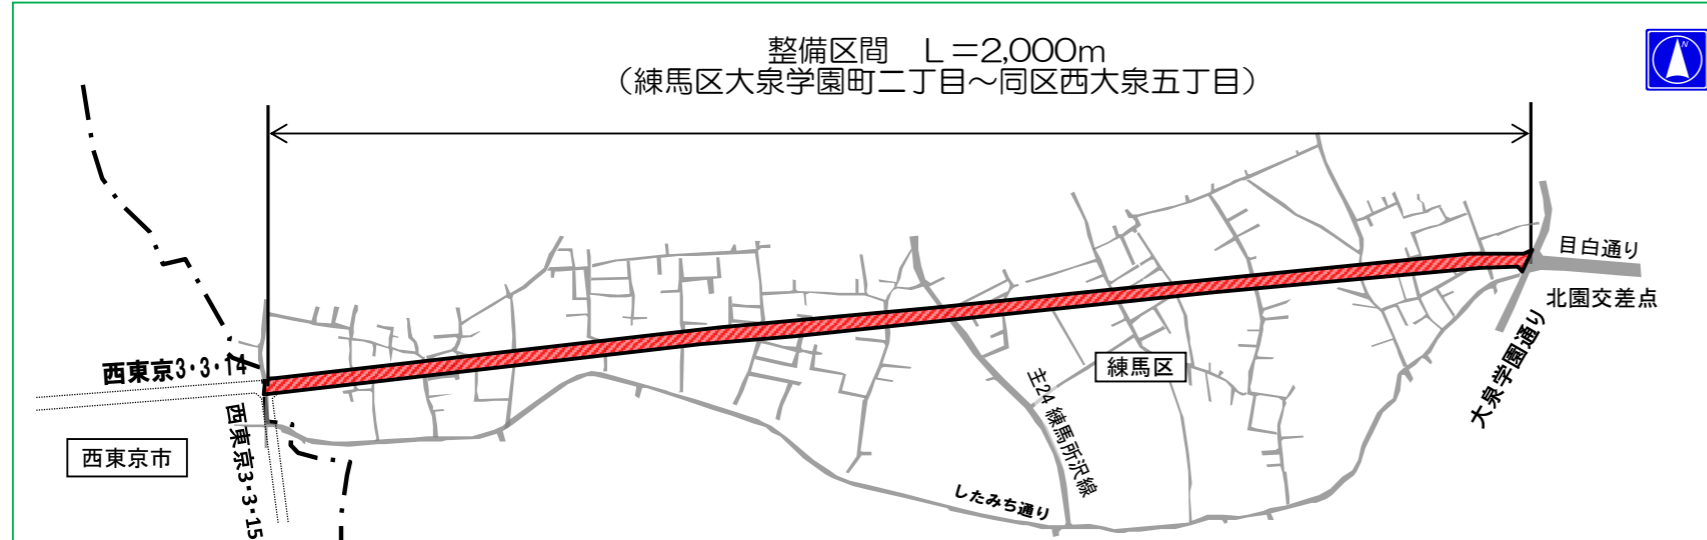 整備区間　L=2,000m
（練馬区大泉学園町二丁目～同区西大泉五丁目）
N
目白通り
北園交差点
大泉学園通り
西東京3・3・14
練馬区
主24 練馬所沢線
西東京市
西東京3・3・15
したみち通り